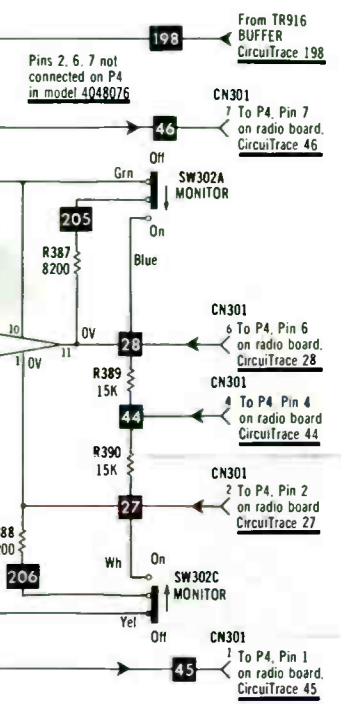 From TR916
198
BUFFER
CircuiTrace 198
Pins 2, 6, 7 not
connected on P4
in model 4048076
CN301
7 To P4, Pin 7
46
on radio board.
CircuiTrace 46
Off
Grn
SW302A
MONITOR
205
On
R387
8200
Blue
CN301
10
6 To P4, Pin 6
0V
28
on radio board.
11
1 0V
CircuiTrace 28
R389
15K
CN301
4 To P4 Pin 4
44
on radio board
CircuiTrace 44
R390
15K
CN301
2 To P4, Pin 2
27
on radio board
CircuiTrace 27
88
00
Wh
On
206
SW302C
MONITOR
Yel
Off
CN301
1 To P4, Pin 1
45
on radio board.
CircuiTrace 45